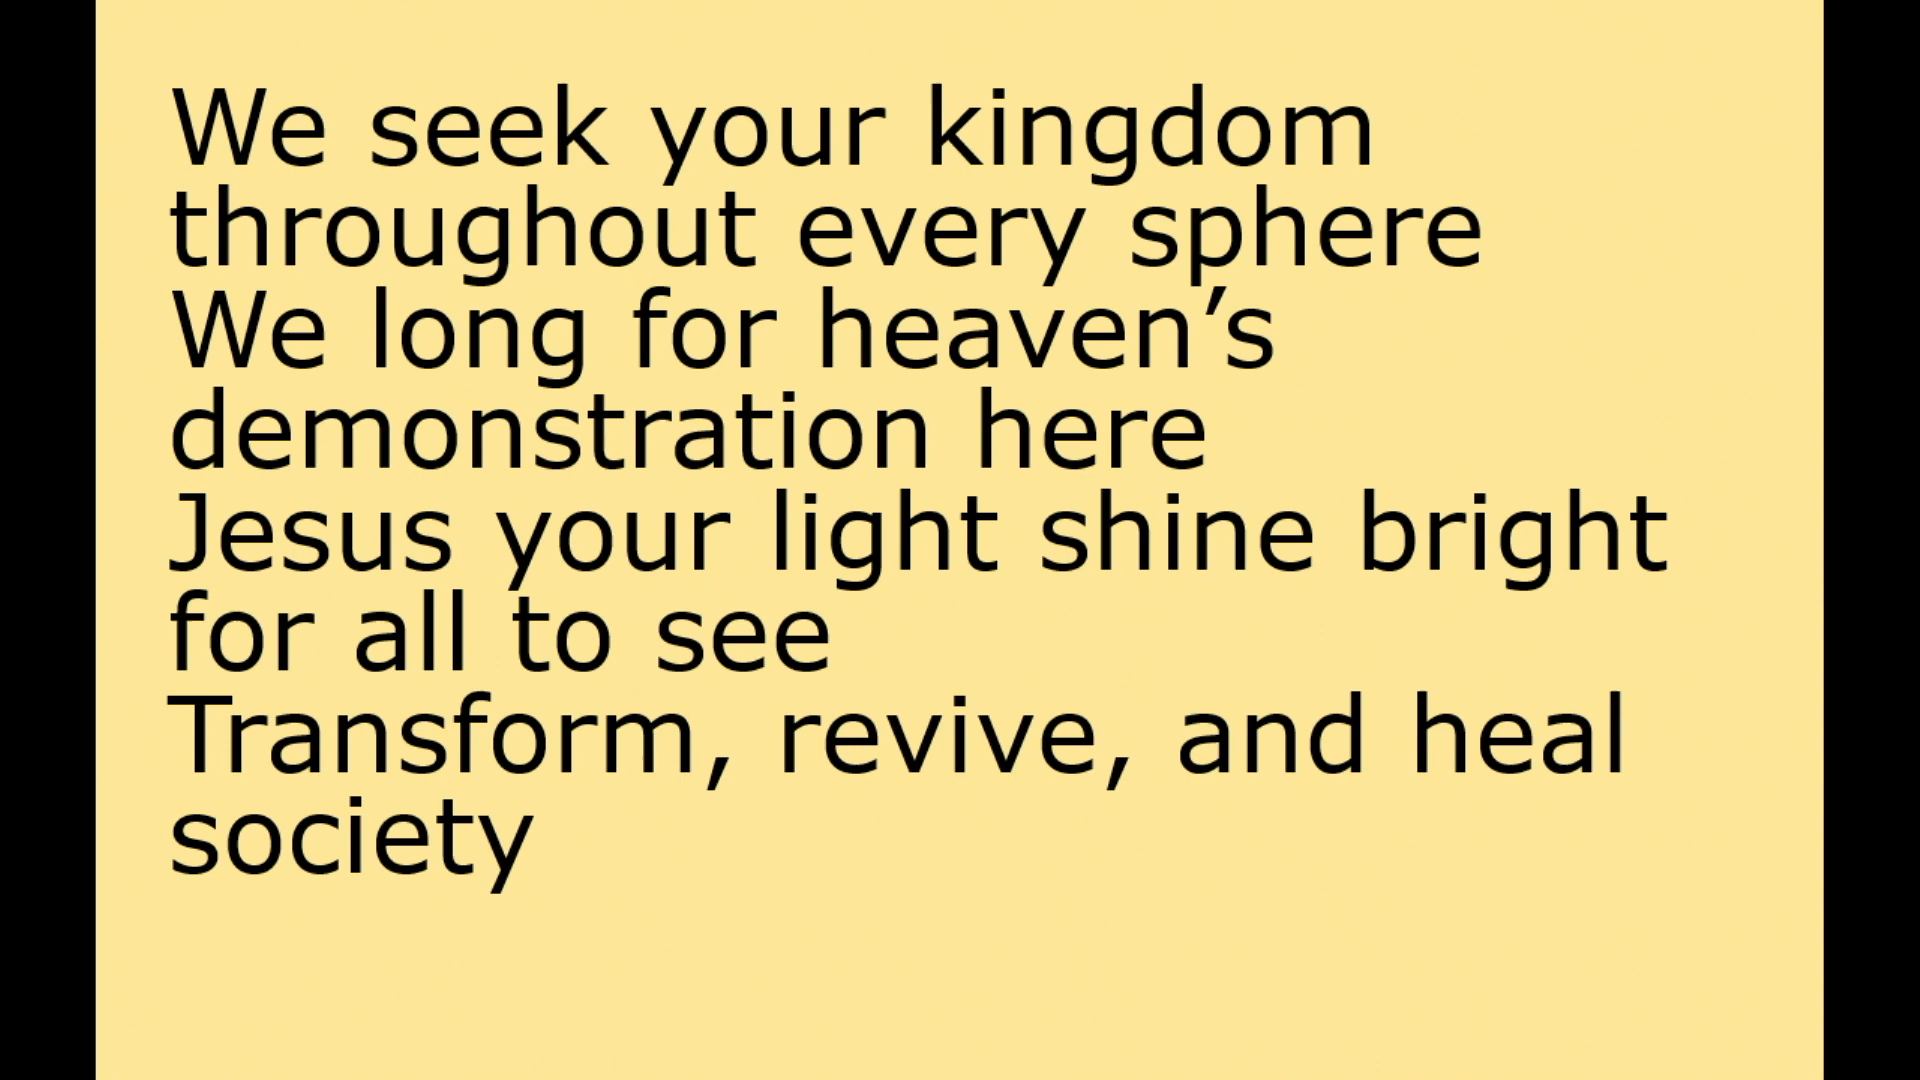 We seek your kingdom
throughout every sphere
We long for heaven’s
demonstration here
Jesus your light shine bright
for all to see
Transform, revive, and heal
society